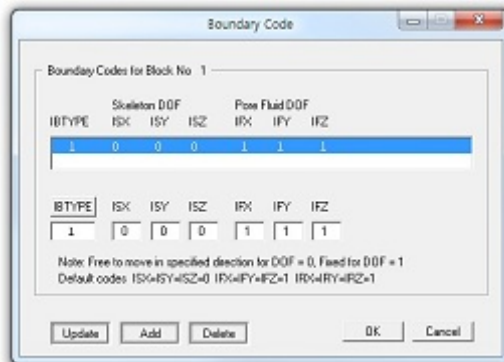 Boundary Code
Boundary Codes for Block No 1
Skeleton DOF Pore Fluid DOF
IBTYPE ISX ISY ISZ IFX IFY IFZ
1 0 0 0 1 1 1
IBTYPE ISX ISY ISZ IFX IFY IFZ
1 0 0 0 1 1 1
Note: Free to move in specified direction for DOF = 0, Fixed for DOF = 1
Default codes ISX=ISY=ISZ=0 IFX=IFY=IFZ=1 IRX=IRY=IRZ=1
Update Add Delete OK Cancel